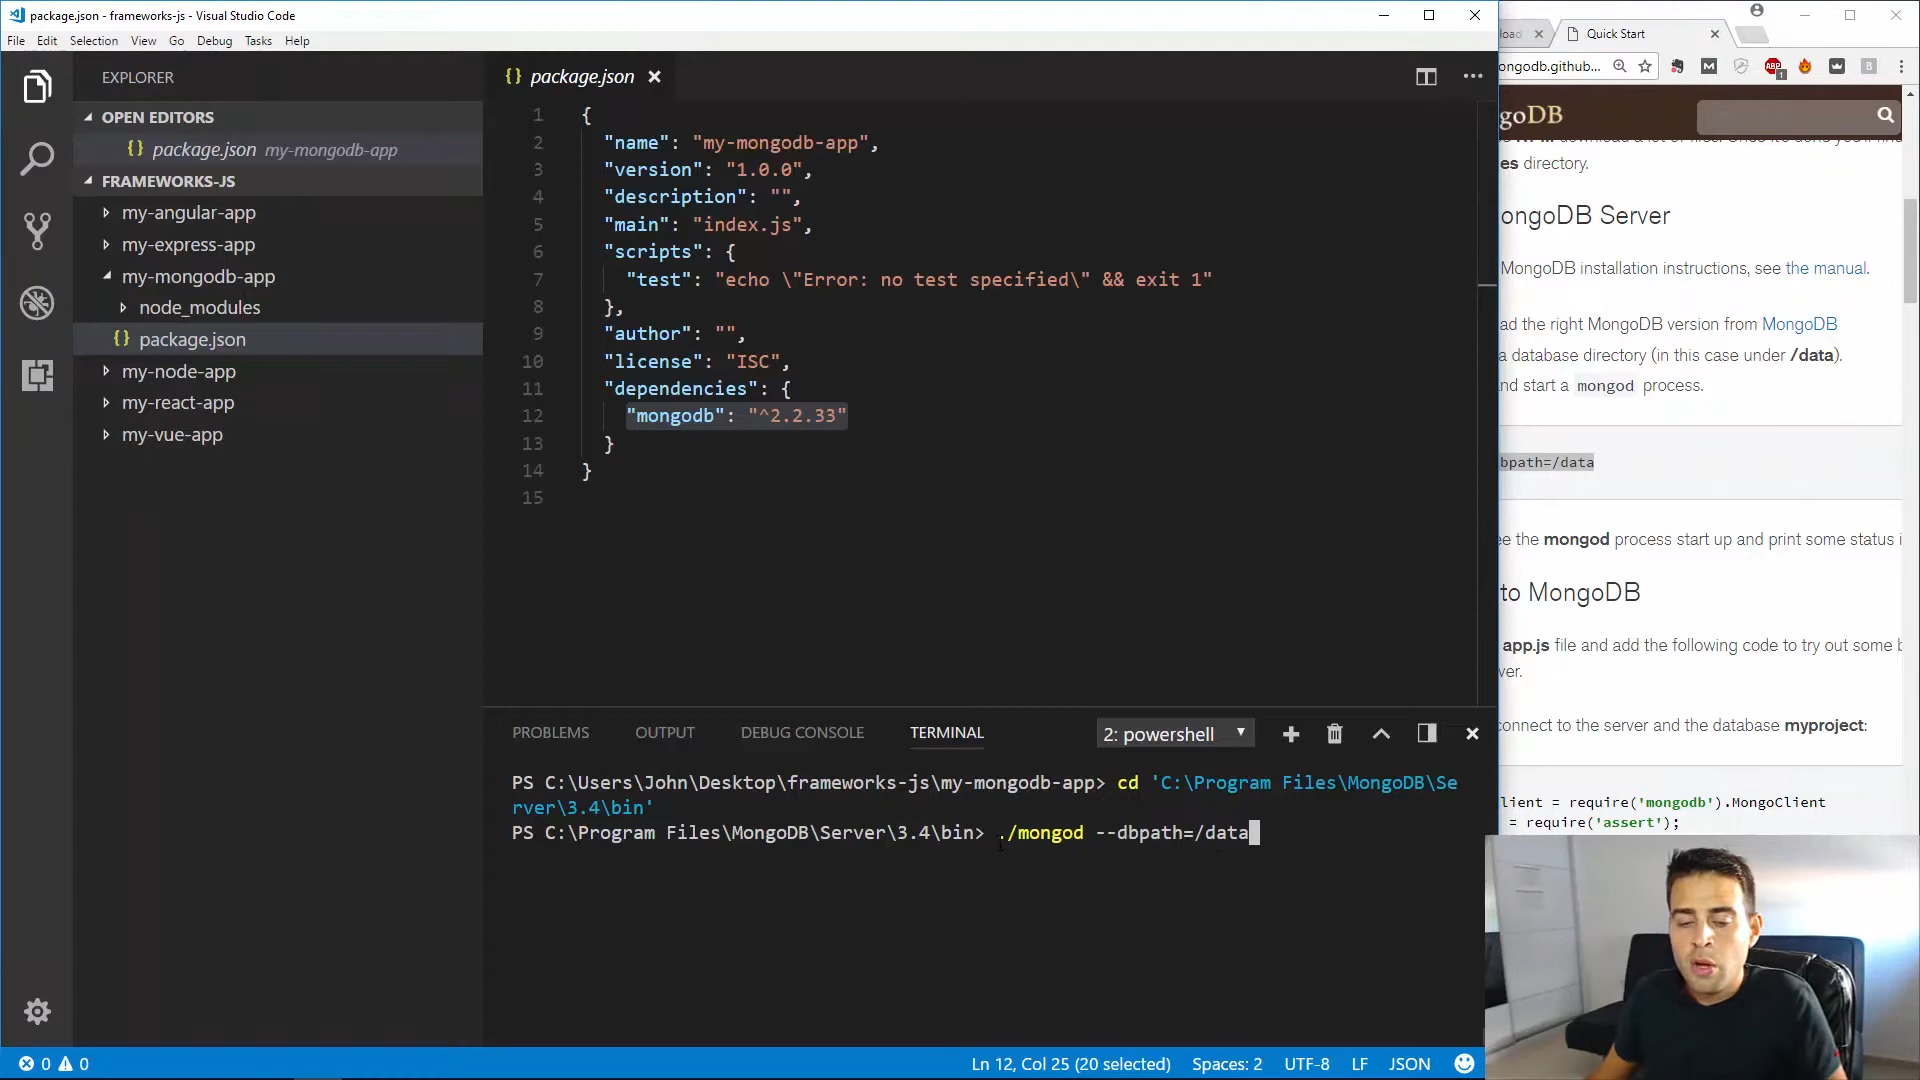 package.json - frameworks-js - Visual Studio Code
File Edit Selection View Go Debug Tasks Help
EXPLORER
OPEN EDITORS
{} package.json my-mongodb-app
FRAMEWORKS-JS
my-angular-app
my-express-app
my-mongodb-app
node_modules
{} package.json
my-node-app
my-react-app
my-vue-app
{} package.json
1 {
2 "name": "my-mongodb-app",
3 "version": "1.0.0",
4 "description": "",
5 "main": "index.js",
6 "scripts": {
7 "test": "echo \"Error: no test specified\" && exit 1"
8 },
9 "author": "",
10 "license": "ISC",
11 "dependencies": {
12 "mongodb": "^2.2.33"
13 }
14 }
15
PROBLEMS OUTPUT DEBUG CONSOLE TERMINAL 2: powershell
PS C:\Users\John\Desktop\frameworks-js\my-mongodb-app> cd 'C:\Program Files\MongoDB\Se
rver\3.4\bin'
PS C:\Program Files\MongoDB\Server\3.4\bin> ./mongod --dbpath=/data
0 0
Ln 12, Col 25 (20 selected) Spaces: 2 UTF-8 LF JSON
load Quick Start
ongodb.github...
M ABP 1 B
goDB
es directory.
ongoDB Server
MongoDB installation instructions, see the manual.
ad the right MongoDB version from MongoDB
a database directory (in this case under /data).
nd start a mongod process.
bpath=/data
ee the mongod process start up and print some status i
to MongoDB
app.js file and add the following code to try out some b
ver.
onnect to the server and the database myproject:
lient = require('mongodb').MongoClient
= require('assert');